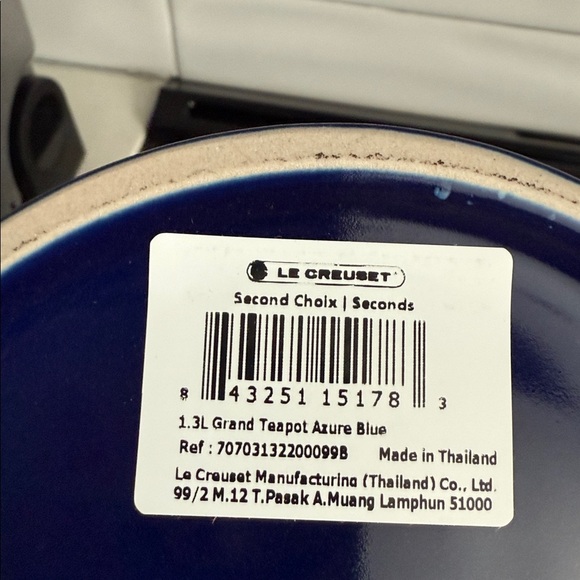 LE CREUSET
Second Choix | Seconds
8 43251 15178 3
1.3L Grand Teapot Azure Blue
Ref : 70703132200099B Made in Thailand
Le Creuset Manufacturing (Thailand) Co., Ltd.
99/2 M.12 T.Pasak A.Muang Lamphun 51000